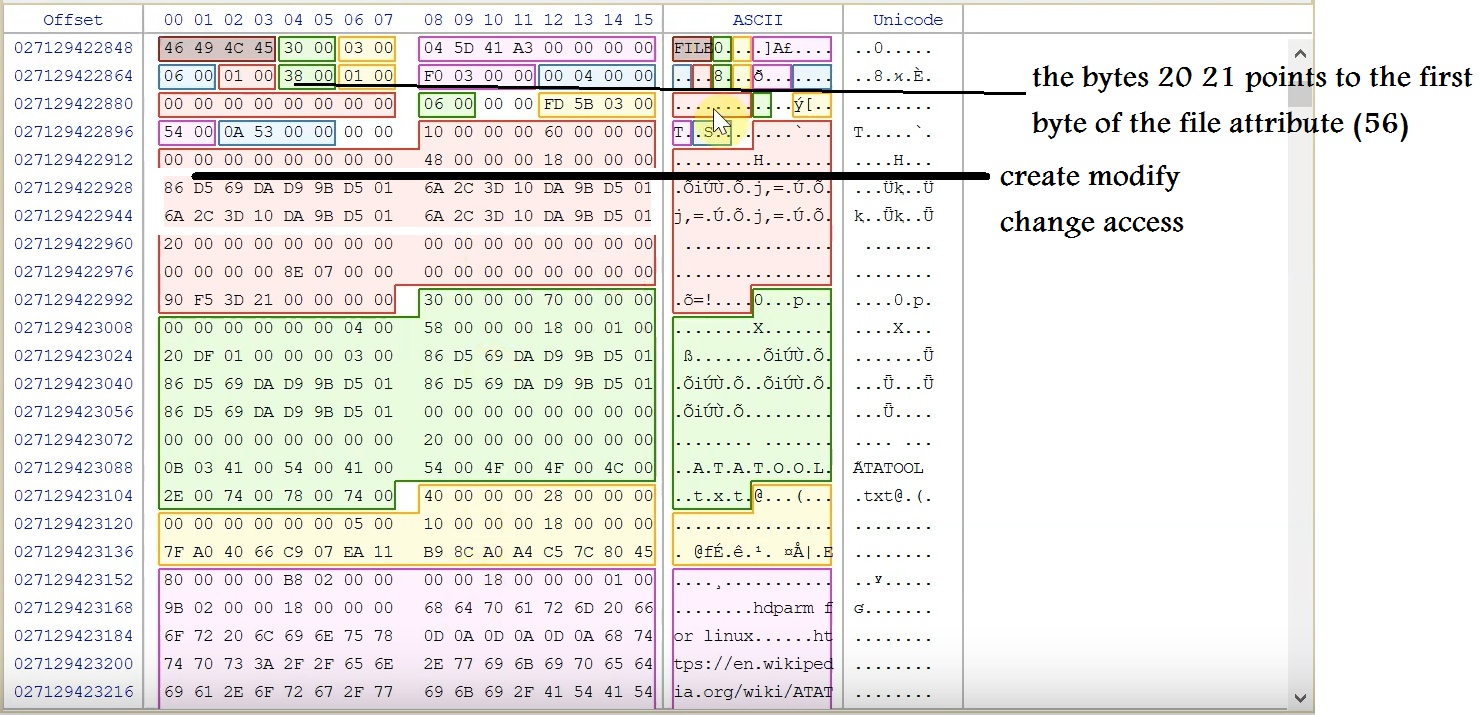 Offset 00 01 02 03 04 05 06 07 08 09 10 11 12 13 14 15 ASCII Unicode
027129422848 46 49 4C 45 30 00 03 00 04 5D 41 A3 00 00 00 00 FILE0....]A£.... ..0.....
027129422864 06 00 01 00 38 00 01 00 F0 03 00 00 00 04 00 00 ....8...ð....... ..8.ϰ.È.
027129422880 00 00 00 00 00 00 00 00 06 00 00 00 FD 5B 03 00 ............ý[.. ........
027129422896 54 00 0A 53 00 00 00 00 10 00 00 00 60 00 00 00 T..S........`... T.....`.
027129422912 00 00 00 00 00 00 00 00 48 00 00 00 18 00 00 00 ........H....... ....H...
027129422928 86 D5 69 DA D9 9B D5 01 6A 2C 3D 10 DA 9B D5 01 .ÕiÚÙ.Õ.j,=.Ú.Õ. ...Ǖk..Ǖ
027129422944 6A 2C 3D 10 DA 9B D5 01 6A 2C 3D 10 DA 9B D5 01 j,=.Ú.Õ.j,=.Ú.Õ. k..Ǖk..Ǖ
027129422960 20 00 00 00 00 00 00 00 00 00 00 00 00 00 00 00 ............... .......
027129422976 00 00 00 00 8E 07 00 00 00 00 00 00 00 00 00 00 ................ ........
027129422992 90 F5 3D 21 00 00 00 00 30 00 00 00 70 00 00 00 .õ=!....0...p... ....0.p.
027129423008 00 00 00 00 00 00 04 00 58 00 00 00 18 00 01 00 ........X....... ....X...
027129423024 20 DF 01 00 00 00 03 00 86 D5 69 DA D9 9B D5 01 ß.......ÕiÚÙ.Õ. .......Ǖ
027129423040 86 D5 69 DA D9 9B D5 01 86 D5 69 DA D9 9B D5 01 .ÕiÚÙ.Õ..ÕiÚÙ.Õ. ...Ǖ...Ǖ
027129423056 86 D5 69 DA D9 9B D5 01 00 00 00 00 00 00 00 00 .ÕiÚÙ.Õ......... ...Ǖ....
027129423072 00 00 00 00 00 00 00 00 20 00 00 00 00 00 00 00 ........ ....... .... ...
027129423088 0B 03 41 00 54 00 41 00 54 00 4F 00 4F 00 4C 00 ..A.T.A.T.O.O.L. ̋ATATOOL
027129423104 2E 00 74 00 78 00 74 00 40 00 00 00 28 00 00 00 ..t.x.t.@...(... .txt@.(.
027129423120 00 00 00 00 00 00 05 00 10 00 00 00 18 00 00 00 ................ ........
027129423136 7F A0 40 66 C9 07 EA 11 B9 8C A0 A4 C5 7C 80 45 . @fÉ.ê.¹. ¤Å|.E ........
027129423152 80 00 00 00 B8 02 00 00 00 00 18 00 00 00 01 00 ....¸........... ..ʸ.....
027129423168 9B 02 00 00 18 00 00 00 68 64 70 61 72 6D 20 66 ........hdparm f ʛ.......
027129423184 6F 72 20 6C 69 6E 75 78 0D 0A 0D 0A 0D 0A 68 74 or linux......ht ........
027129423200 74 70 73 3A 2F 2F 65 6E 2E 77 69 6B 69 70 65 64 tps://en.wikiped ........
027129423216 69 61 2E 6F 72 67 2F 77 69 6B 69 2F 41 54 41 54 ia.org/wiki/ATAT ........
the bytes 20 21 points to the first
byte of the file attribute (56)
create modify
change access